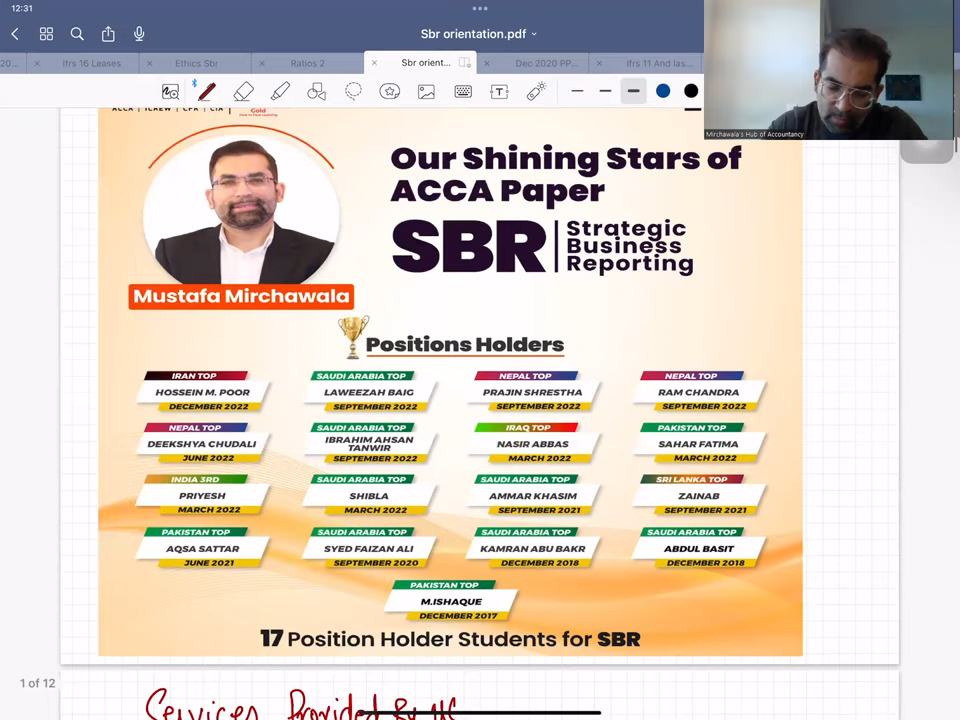 12:31
Sbr orientation.pdf
20...
Ifrs 16 Leases
Ethics Sbr
Ratios 2
Sbr orient...
Dec 2020 PP...
Ifrs 11 And las...
Mirchawala's Hub of Accountancy
ACCA | ICAEW | CFA | CIA
Gold
Our Shining Stars of
ACCA Paper
SBR
Strategic
Business
Reporting
Mustafa Mirchawala
Positions Holders
IRAN TOP
HOSSEIN M. POOR
DECEMBER 2022
SAUDI ARABIA TOP
LAWEEZAH BAIG
SEPTEMBER 2022
NEPAL TOP
PRAJIN SHRESTHA
SEPTEMBER 2022
NEPAL TOP
RAM CHANDRA
SEPTEMBER 2022
NEPAL TOP
DEEKSHYA CHUDALI
JUNE 2022
SAUDI ARABIA TOP
IBRAHIM AHSAN
TANWIR
SEPTEMBER 2022
IRAQ TOP
NASIR ABBAS
MARCH 2022
PAKISTAN TOP
SAHAR FATIMA
MARCH 2022
INDIA 3RD
PRIYESH
MARCH 2022
SAUDI ARABIA TOP
SHIBLA
MARCH 2022
SAUDI ARABIA TOP
AMMAR KHASIM
SEPTEMBER 2021
SRI LANKA TOP
ZAINAB
SEPTEMBER 2021
PAKISTAN TOP
AQSA SATTAR
JUNE 2021
SAUDI ARABIA TOP
SYED FAIZAN ALI
SEPTEMBER 2020
SAUDI ARABIA TOP
KAMRAN ABU BAKR
DECEMBER 2018
SAUDI ARABIA TOP
ABDUL BASIT
DECEMBER 2018
PAKISTAN TOP
M.ISHAQUE
DECEMBER 2017
17 Position Holder Students for SBR
1 of 12
Services Provided By